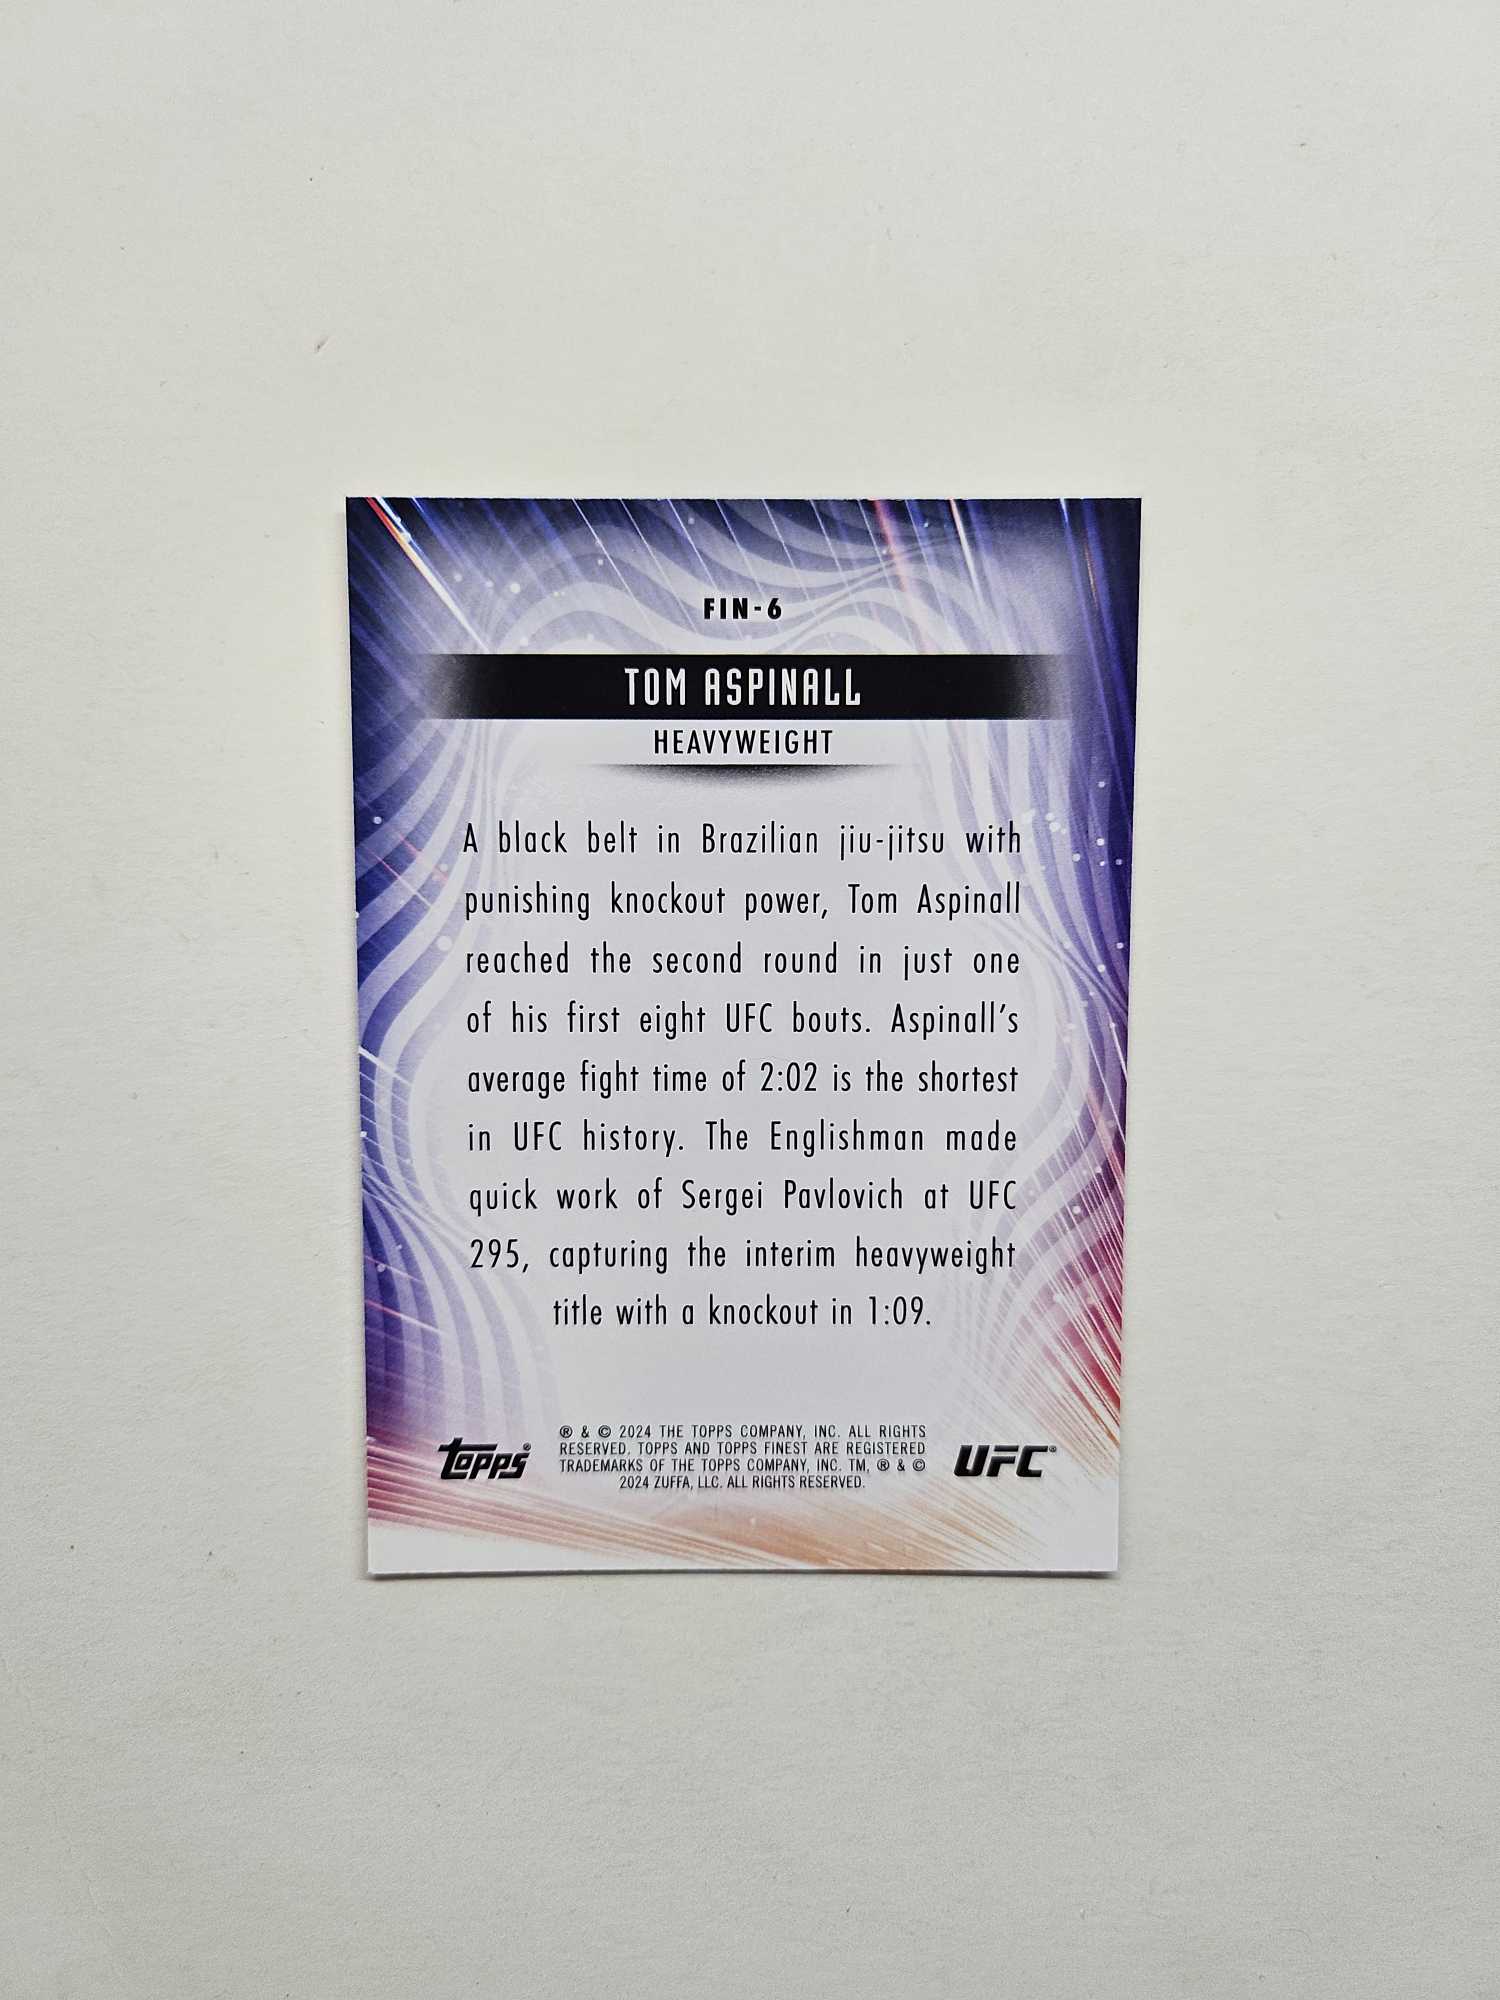 FIN-6
TOM ASPINALL
HEAVYWEIGHT
A black belt in Brazilian jiu-jitsu with
punishing knockout power, Tom Aspinall
reached the second round in just one
of his first eight UFC bouts. Aspinall's
average fight time of 2:02 is the shortest
in UFC history. The Englishman made
quick work of Sergei Pavlovich at UFC
295, capturing the interim heavyweight
title with a knockout in 1:09.
topps®
® & © 2024 THE TOPPS COMPANY, INC. ALL RIGHTS
RESERVED. TOPPS AND TOPPS FINEST ARE REGISTERED
TRADEMARKS OF THE TOPPS COMPANY, INC. TM, ® & ©
2024 ZUFFA, LLC. ALL RIGHTS RESERVED.
UFC®